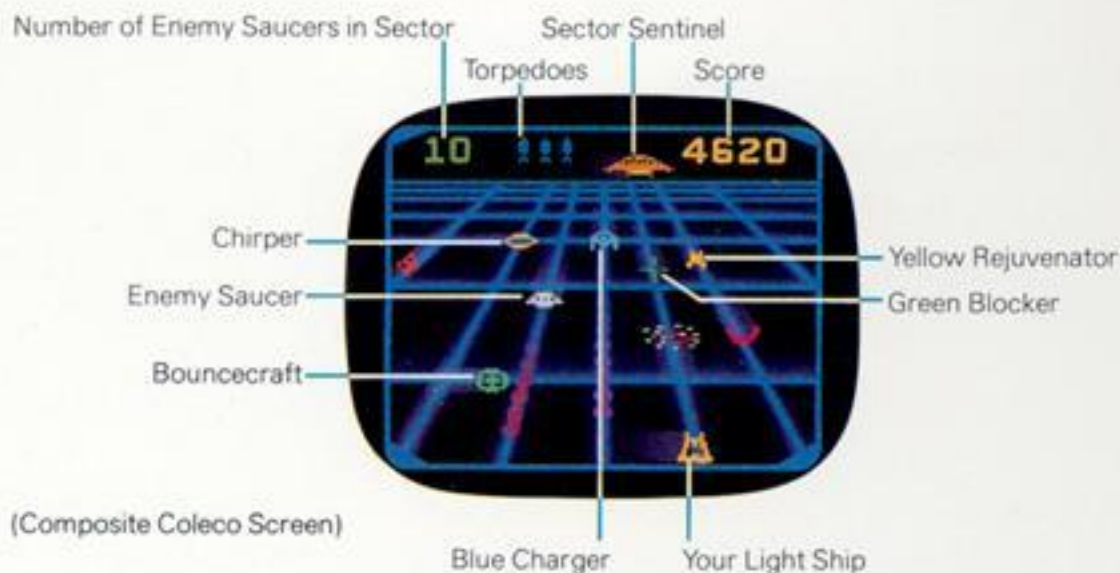 Number of Enemy Saucers in Sector
Sector Sentinel
Torpedoes
Score
10
4620
Chirper
Yellow Rejuvenator
Enemy Saucer
Green Blocker
Bouncecraft
(Composite Coleco Screen)
Blue Charger
Your Light Ship